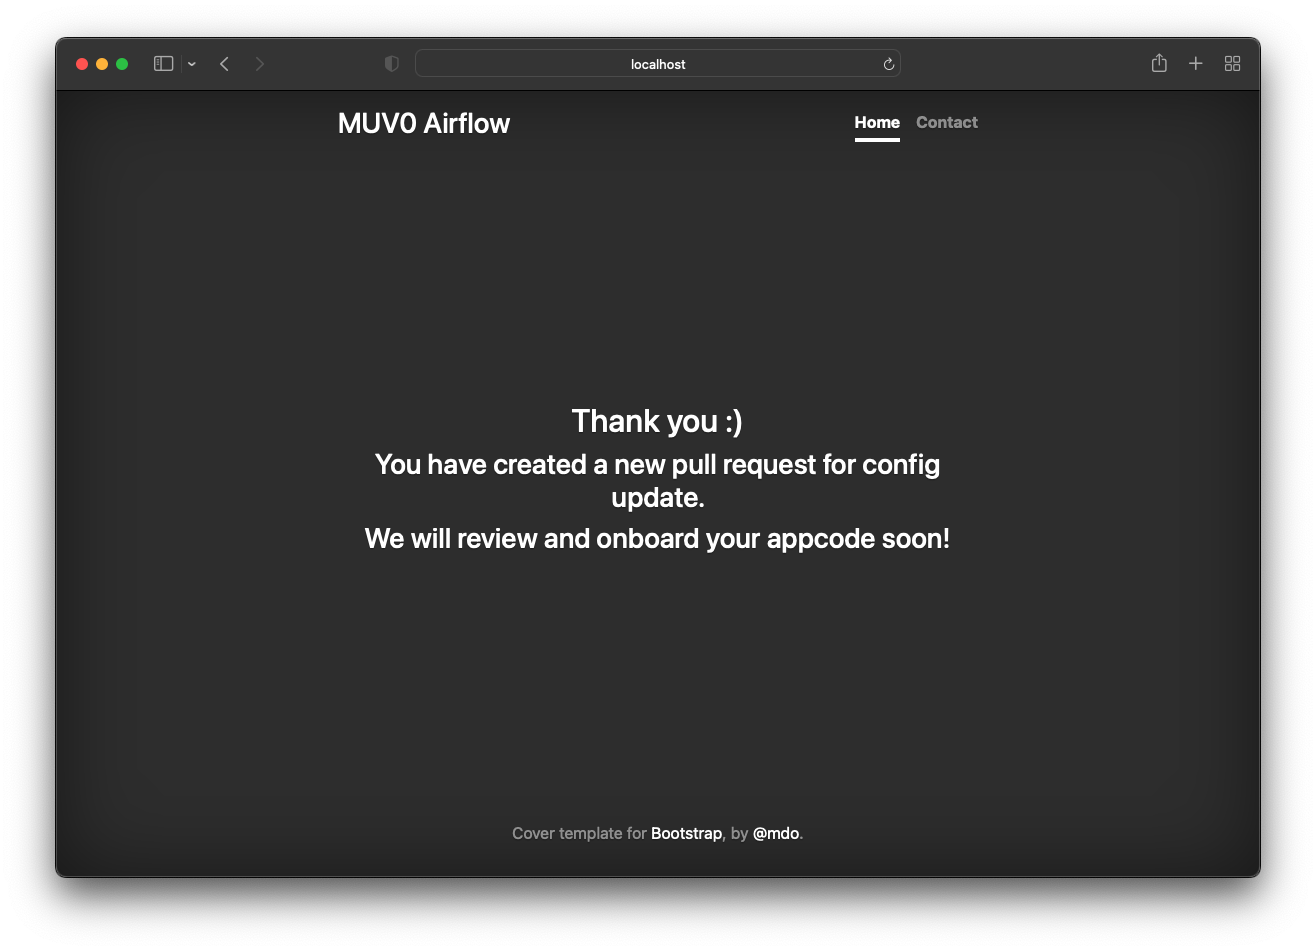 localhost
MUV0 Airflow
Home Contact
Thank you :)
You have created a new pull request for config
update.
We will review and onboard your appcode soon!
Cover template for Bootstrap, by @mdo.